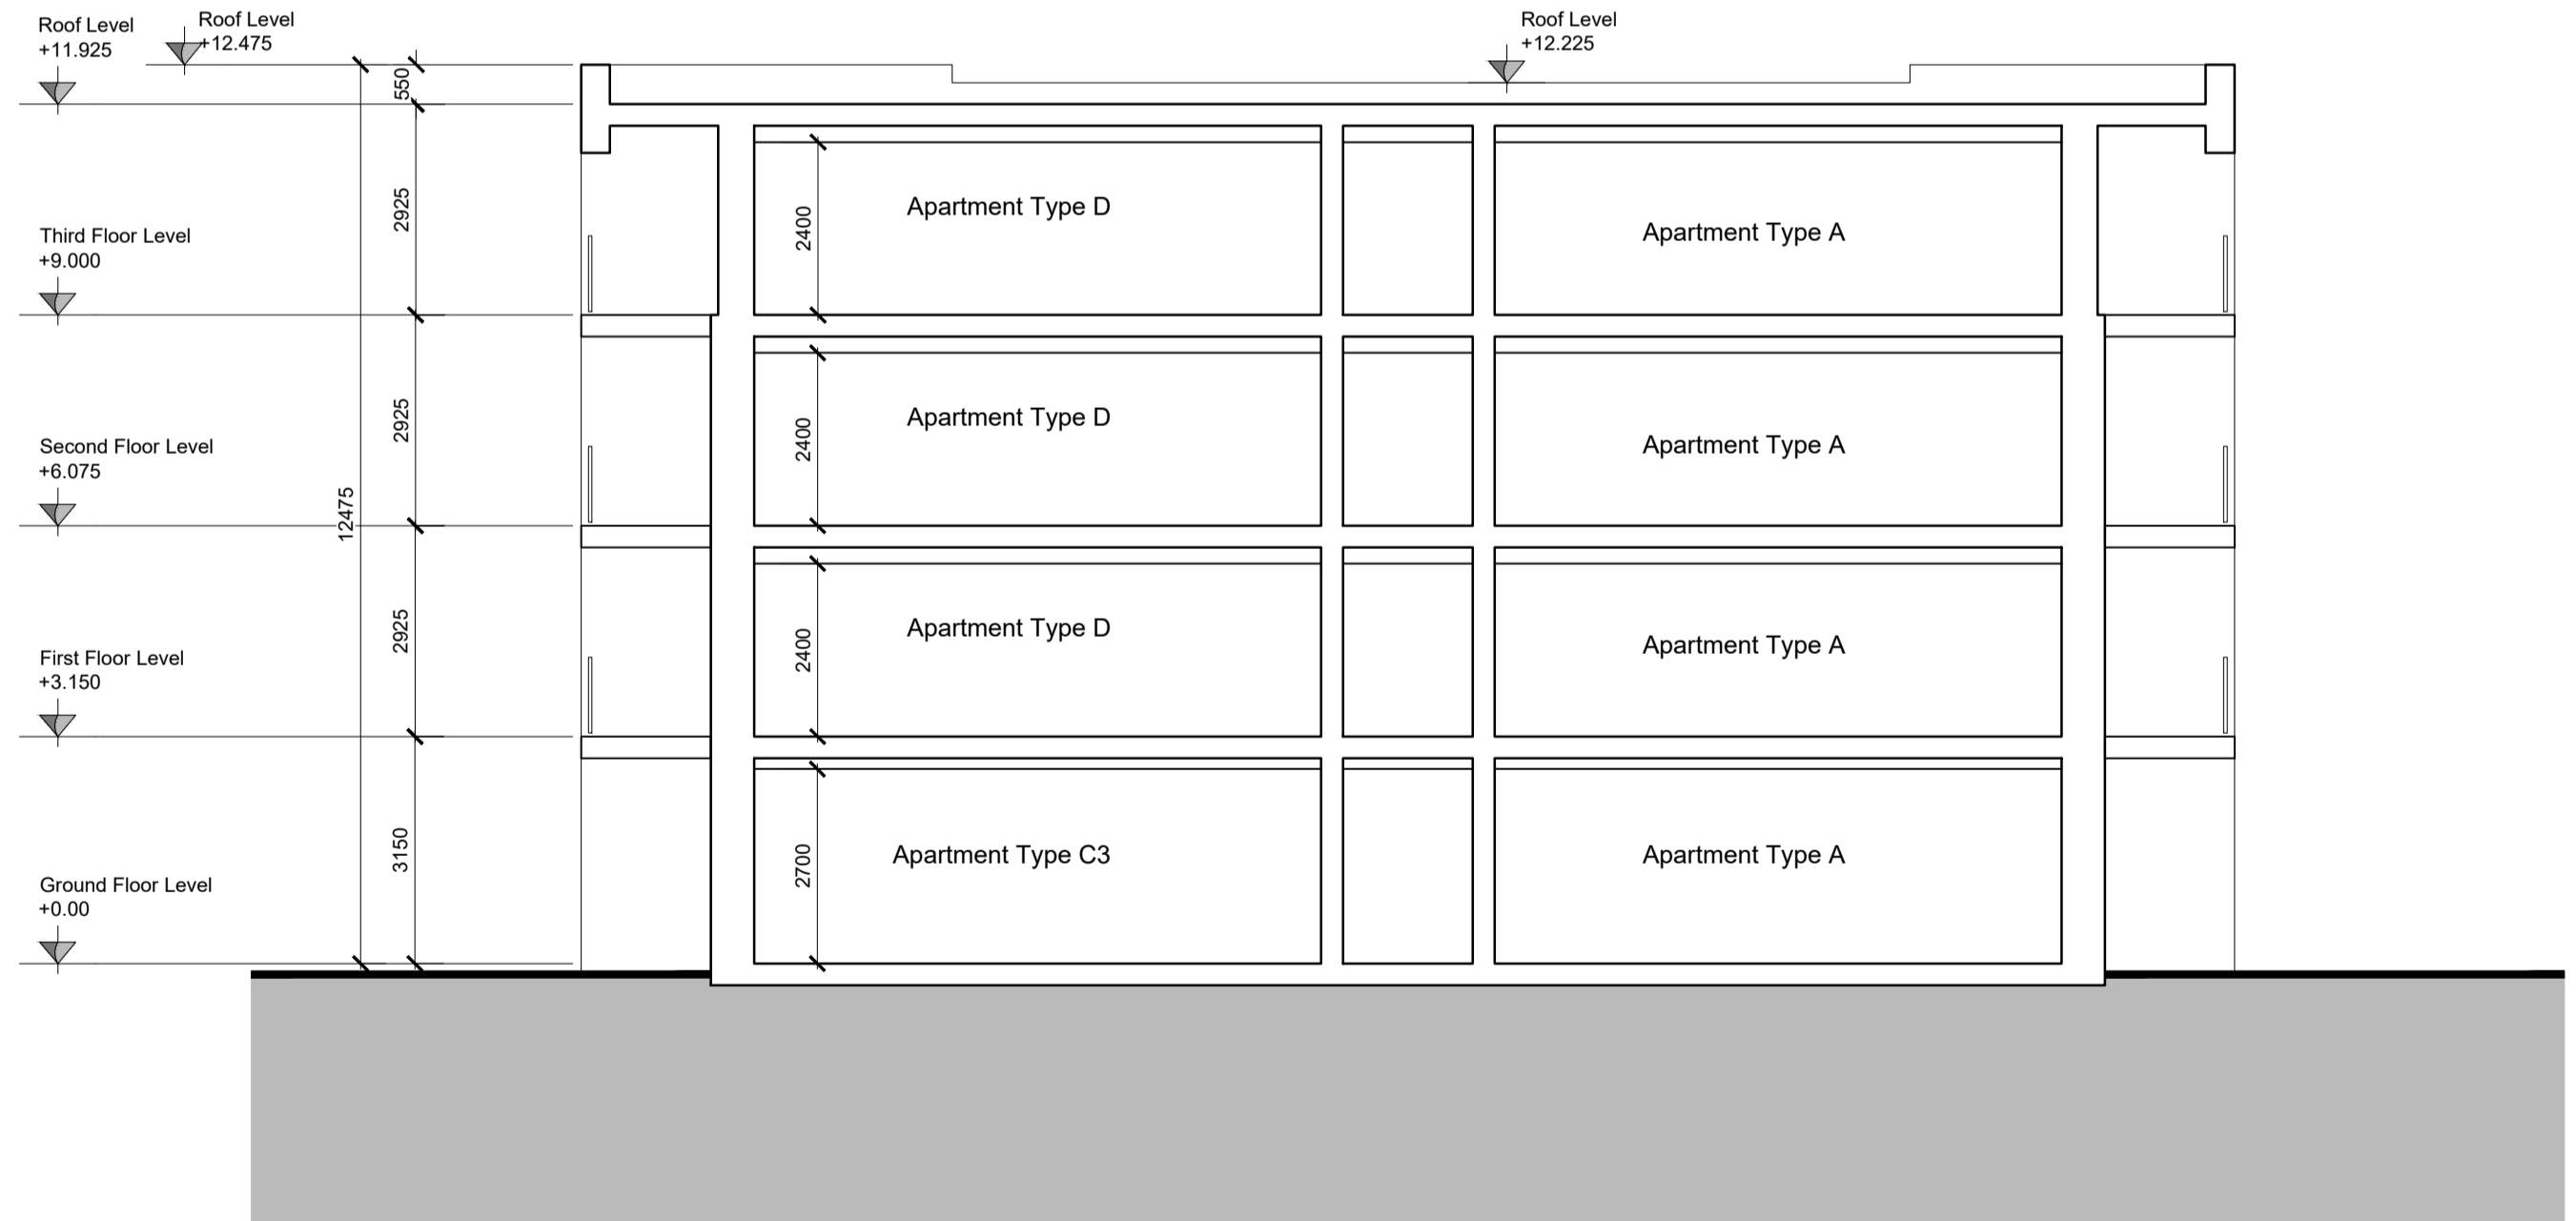 Roof Level
+11.925
Roof Level
+12.475
Roof Level
+12.225
550
2925
2400
Apartment Type D
Apartment Type A
Third Floor Level
+9.000
2925
2400
Apartment Type D
Apartment Type A
Second Floor Level
+6.075
12475
2925
2400
Apartment Type D
Apartment Type A
First Floor Level
+3.150
3150
2700
Apartment Type C3
Apartment Type A
Ground Floor Level
+0.00